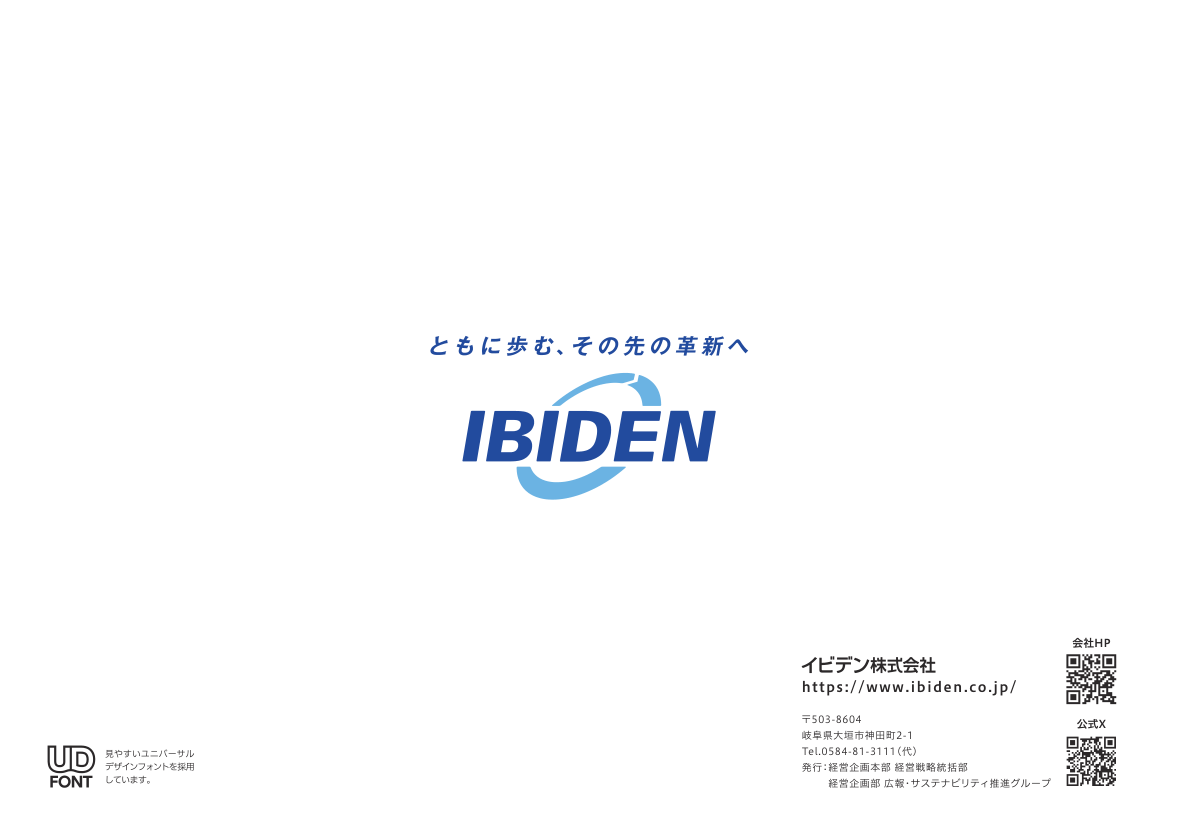 ともに歩む、その先の革新へ
IBIDEN
イビデン株式会社
https://www.ibiden.co.jp/
〒503-8604
岐阜県大垣市神田町2-1
Tel.0584-81-3111（代）
発行：経営企画本部 経営戦略統括部
経営企画部 広報・サステナビリティ推進グループ
会社HP
公式X
UD
FONT
見やすいユニバーサル
デザインフォントを採用
しています。